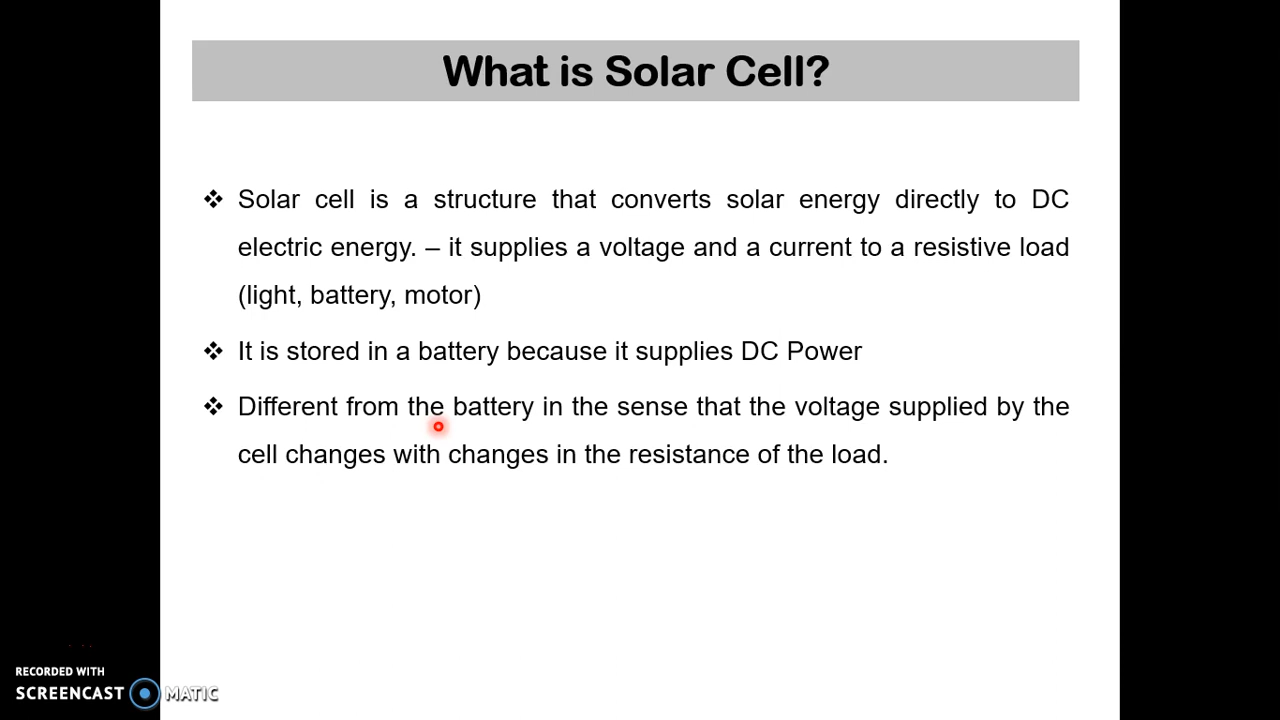 What is Solar Cell?
❖ Solar cell is a structure that converts solar energy directly to DC
electric energy. – it supplies a voltage and a current to a resistive load
(light, battery, motor)
❖ It is stored in a battery because it supplies DC Power
❖ Different from the battery in the sense that the voltage supplied by the
cell changes with changes in the resistance of the load.
RECORDED WITH
SCREENCAST MATIC